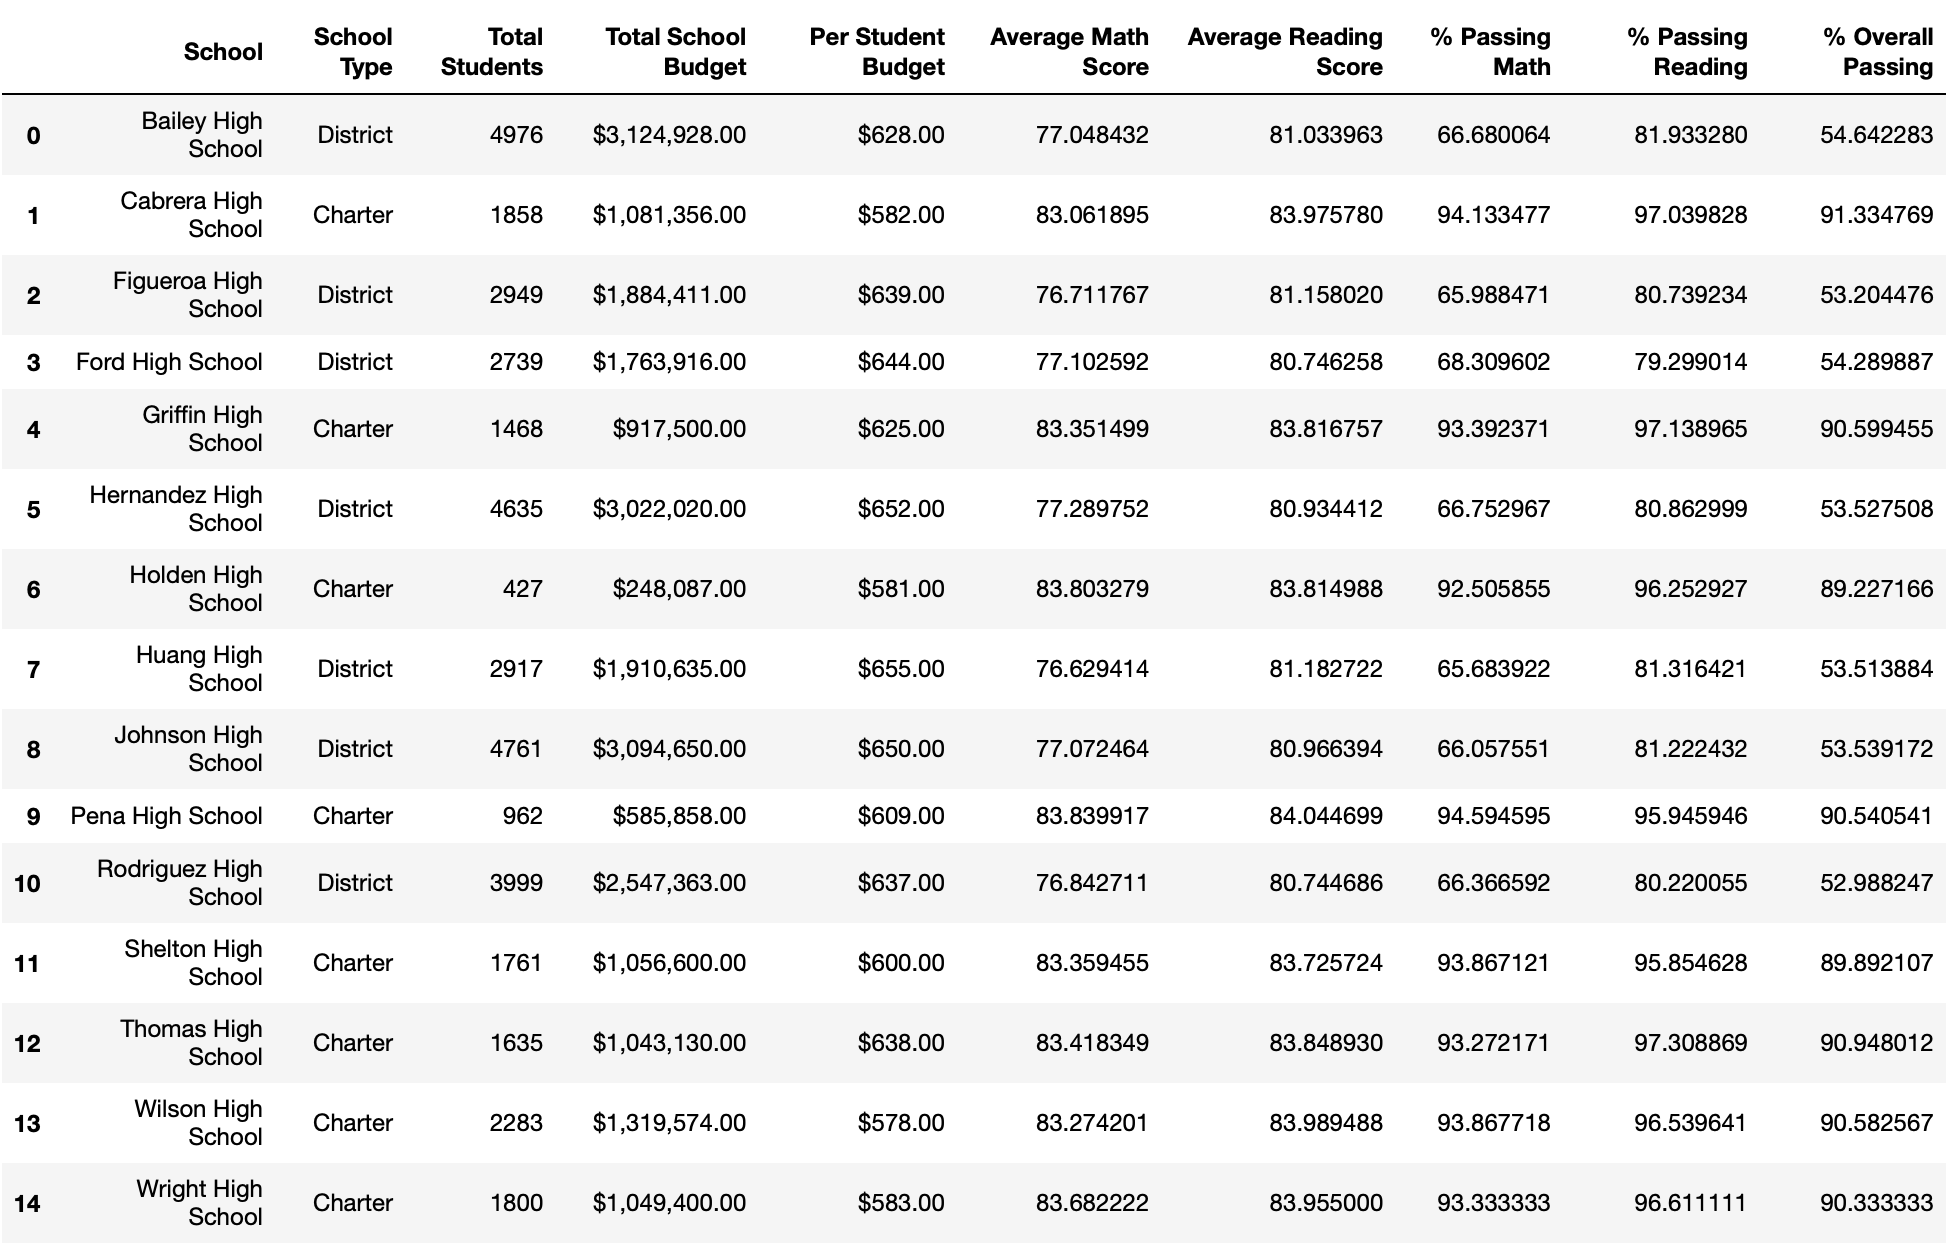 School School Type Total Students Total School Budget Per Student Budget Average Math Score Average Reading Score % Passing Math % Passing Reading % Overall Passing
0 Bailey High School District 4976 $3,124,928.00 $628.00 77.048432 81.033963 66.680064 81.933280 54.642283
1 Cabrera High School Charter 1858 $1,081,356.00 $582.00 83.061895 83.975780 94.133477 97.039828 91.334769
2 Figueroa High School District 2949 $1,884,411.00 $639.00 76.711767 81.158020 65.988471 80.739234 53.204476
3 Ford High School District 2739 $1,763,916.00 $644.00 77.102592 80.746258 68.309602 79.299014 54.289887
4 Griffin High School Charter 1468 $917,500.00 $625.00 83.351499 83.816757 93.392371 97.138965 90.599455
5 Hernandez High School District 4635 $3,022,020.00 $652.00 77.289752 80.934412 66.752967 80.862999 53.527508
6 Holden High School Charter 427 $248,087.00 $581.00 83.803279 83.814988 92.505855 96.252927 89.227166
7 Huang High School District 2917 $1,910,635.00 $655.00 76.629414 81.182722 65.683922 81.316421 53.513884
8 Johnson High School District 4761 $3,094,650.00 $650.00 77.072464 80.966394 66.057551 81.222432 53.539172
9 Pena High School Charter 962 $585,858.00 $609.00 83.839917 84.044699 94.594595 95.945946 90.540541
10 Rodriguez High School District 3999 $2,547,363.00 $637.00 76.842711 80.744686 66.366592 80.220055 52.988247
11 Shelton High School Charter 1761 $1,056,600.00 $600.00 83.359455 83.725724 93.867121 95.854628 89.892107
12 Thomas High School Charter 1635 $1,043,130.00 $638.00 83.418349 83.848930 93.272171 97.308869 90.948012
13 Wilson High School Charter 2283 $1,319,574.00 $578.00 83.274201 83.989488 93.867718 96.539641 90.582567
14 Wright High School Charter 1800 $1,049,400.00 $583.00 83.682222 83.955000 93.333333 96.611111 90.333333